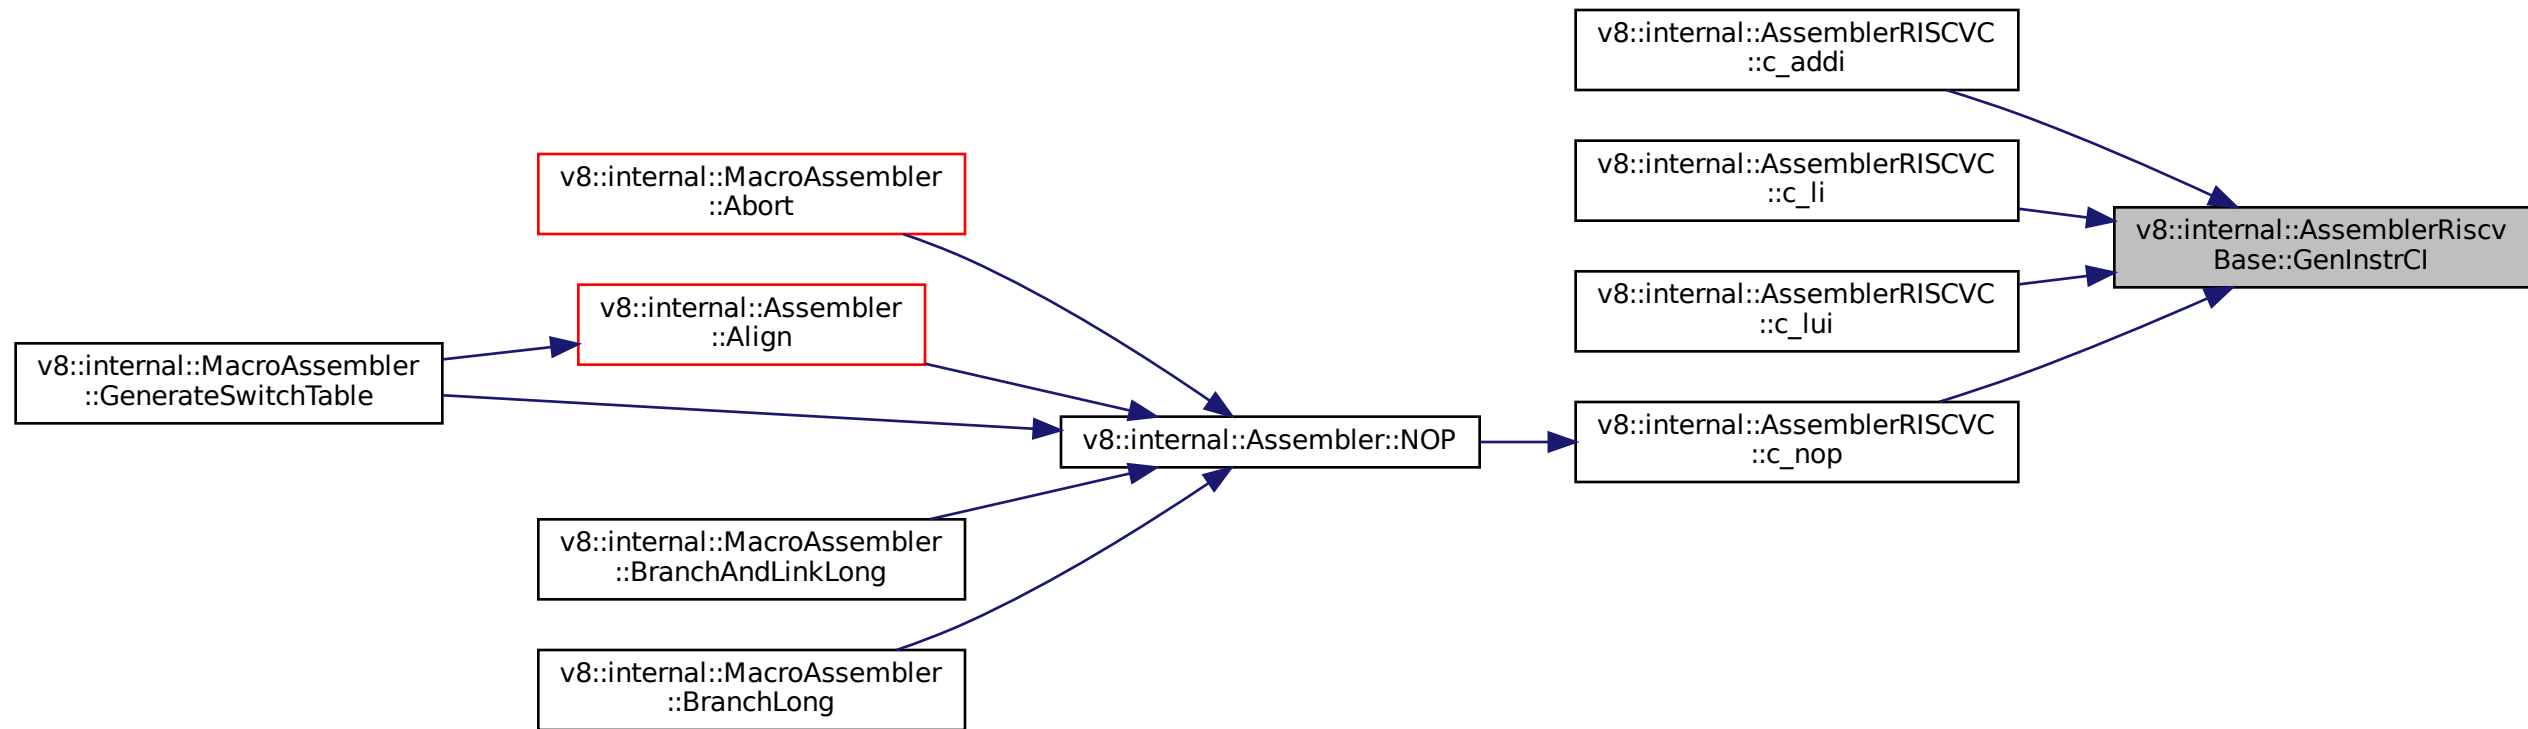 v8::internal::AssemblerRISCVC
::c_addi
v8::internal::MacroAssembler
::Abort
v8::internal::AssemblerRISCVC
::c_li
v8::internal::AssemblerRiscv
Base::GenInstrCI
v8::internal::Assembler
::Align
v8::internal::AssemblerRISCVC
::c_lui
v8::internal::MacroAssembler
::GenerateSwitchTable
v8::internal::Assembler::NOP
v8::internal::AssemblerRISCVC
::c_nop
v8::internal::MacroAssembler
::BranchAndLinkLong
v8::internal::MacroAssembler
::BranchLong